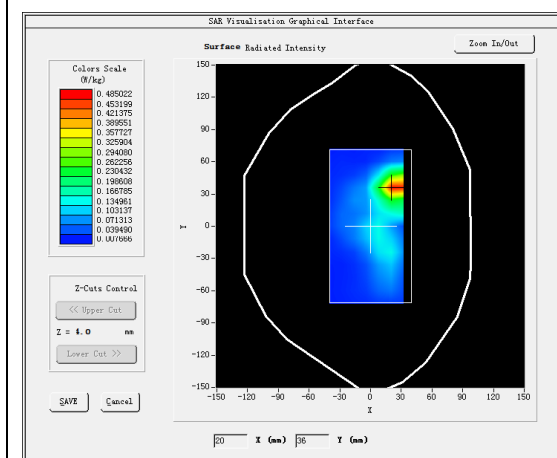 SAR Visualisation Graphical Interface
Surface Radiated Intensity
Zoom In/Out
Colors Scale
(W/kg)
0.485022
0.453199
0.421375
0.389551
0.357727
0.325904
0.294080
0.262256
0.230432
0.198608
0.166785
0.134961
0.103137
0.071313
0.039490
0.007666
150
120
90
60
30
0
-30
-60
-90
-120
-150
Y
-150 -120 -90 -60 -30 0 30 60 90 120 150
X
Z-Cuts Control
<< Upper Cut
Z = 4.0 mm
Lower Cut >>
SAVE Cancel
20 X (mm) 36 Y (mm)